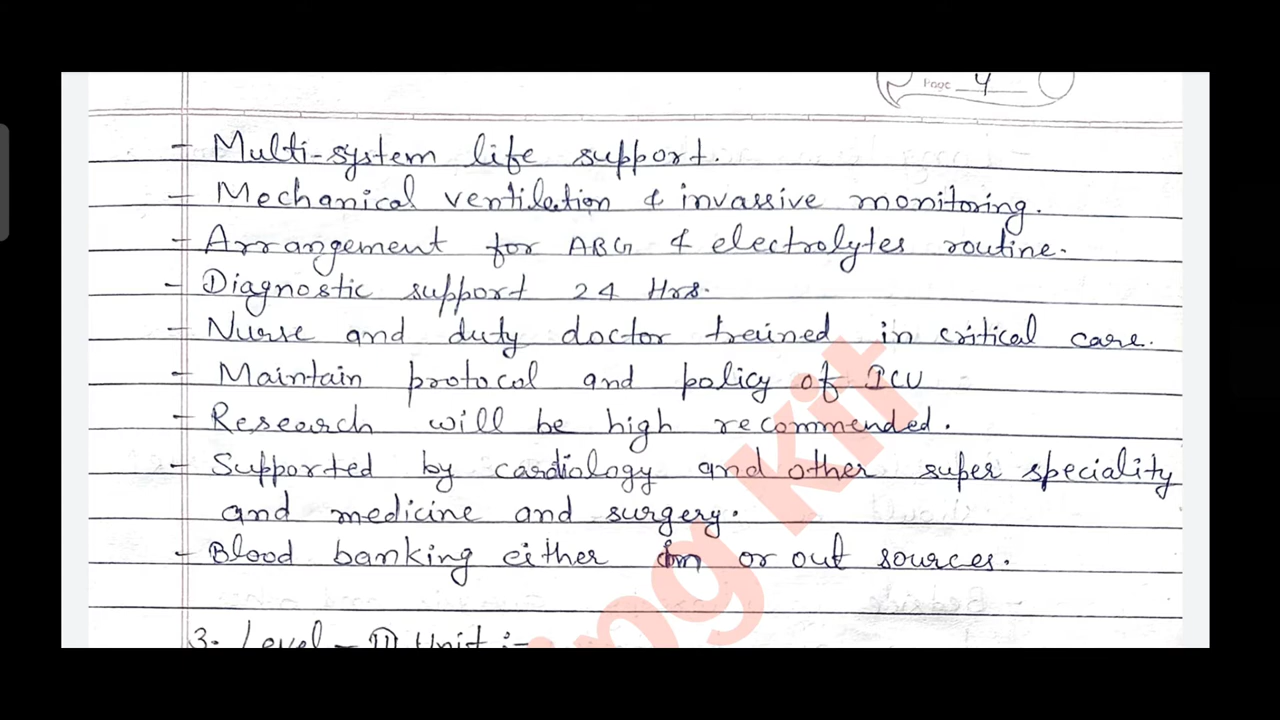 Page 4
- Multi-system life support.
- Mechanical ventilation & invassive monitoring.
- Arrangement for ABG & electrolytes routine.
- Diagnostic support 24 Hrs.
- Nurse and duty doctor trained in critical care.
- Maintain protocol and policy of ICU
- Research will be high recommended.
- Supported by cardiology and other super speciality
and medicine and surgery.
- Blood banking either in or out sources.
3. Level - II Unit :-
ing Kit